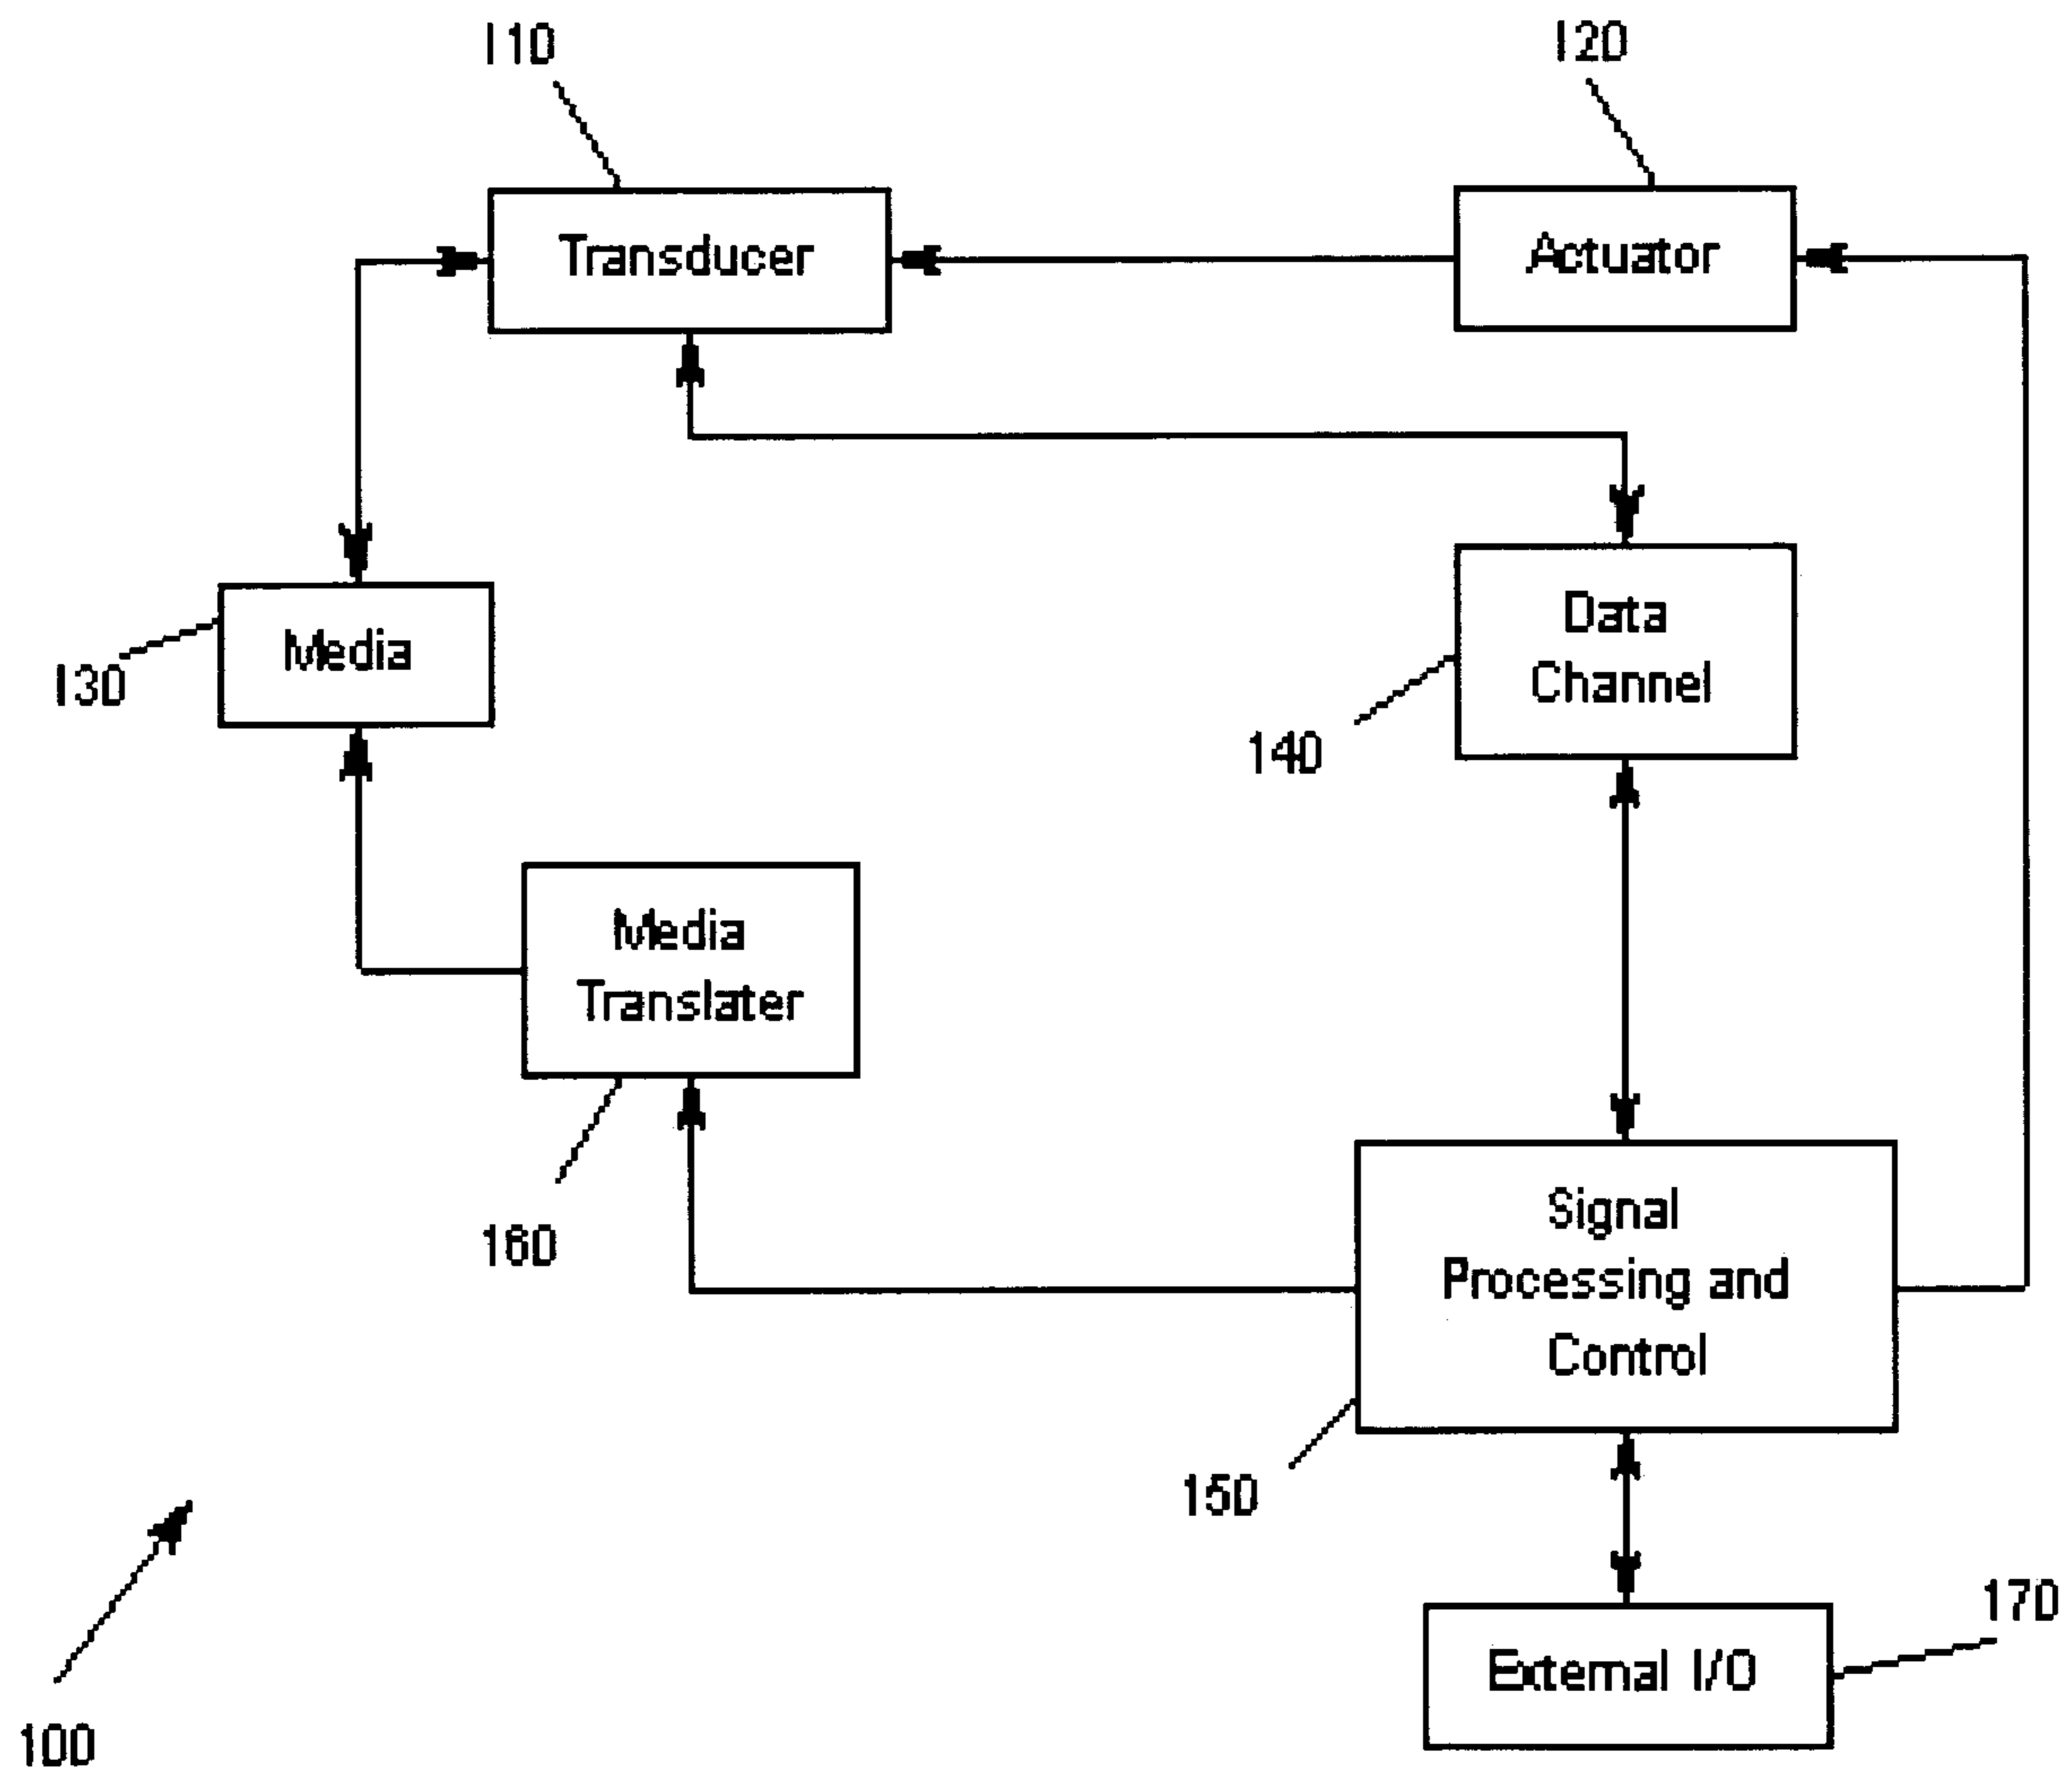 110
120
Transducer
Actuator
130
Media
Data
Channel
140
Media
Translater
160
Signal
Processing and
Control
150
170
External I/O
100